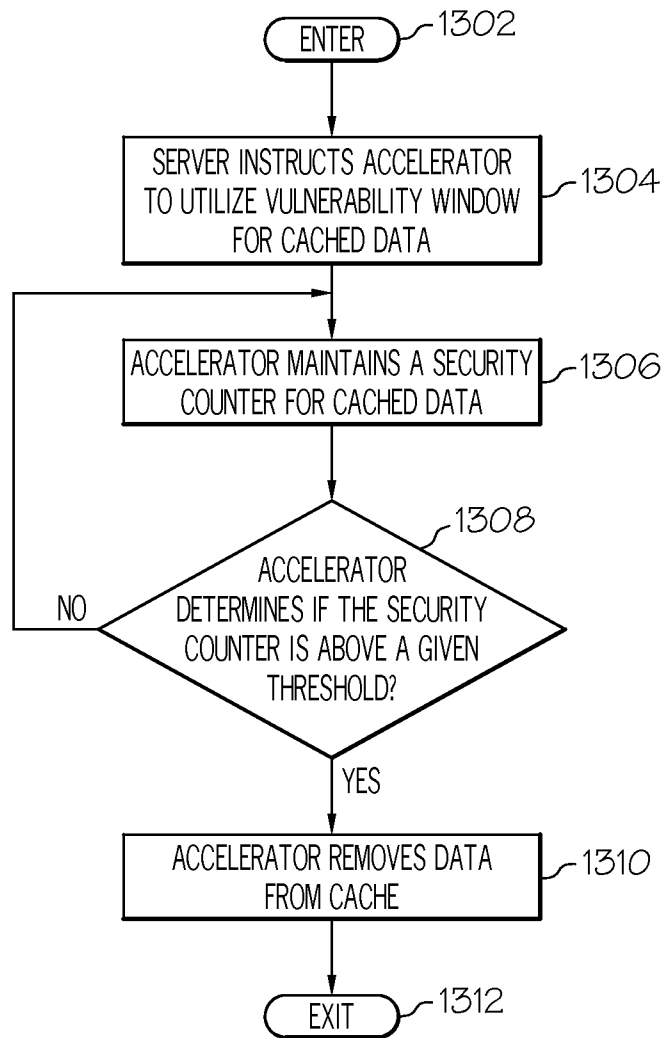 ENTER
1302
SERVER INSTRUCTS ACCELERATOR
TO UTILIZE VULNERABILITY WINDOW
FOR CACHED DATA
1304
ACCELERATOR MAINTAINS A SECURITY
COUNTER FOR CACHED DATA
1306
1308
ACCELERATOR
DETERMINES IF THE SECURITY
COUNTER IS ABOVE A GIVEN
THRESHOLD?
NO
YES
ACCELERATOR REMOVES DATA
FROM CACHE
1310
EXIT
1312